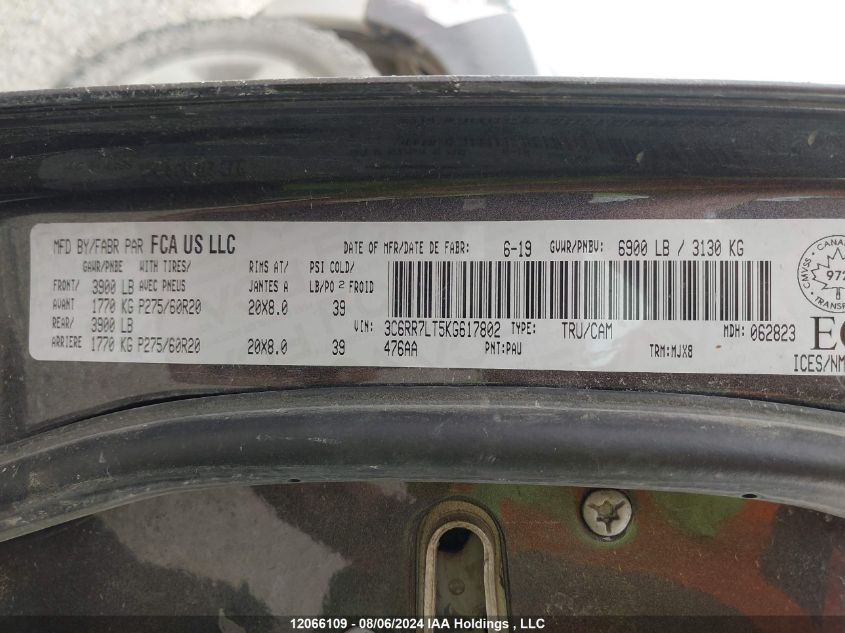 MFD BY/FABR PAR FCA US LLC DATE OF MFR/DATE DE FABR: 6-19 GVWR/PNBV: 6900 LB / 3130 KG
GAWR/PNBE WITH TIRES/ RIMS AT/ PSI COLD/
FRONT/ 3900 LB AVEC PNEUS JANTES A LB/PO 2 FROID
AVANT 1770 KG P275/60R20 20X8.0 39
REAR/ 3900 LB VIN: 3C6RR7LT5KG617802 TYPE: TRU/CAM MDH: 062823
ARRIERE 1770 KG P275/60R20 20X8.0 39 476AA PNT:PAU TRM:MJX8
CANA
CMVSS
972
TRANSP
ICES/NM
12066109 - 08/06/2024 IAA Holdings , LLC